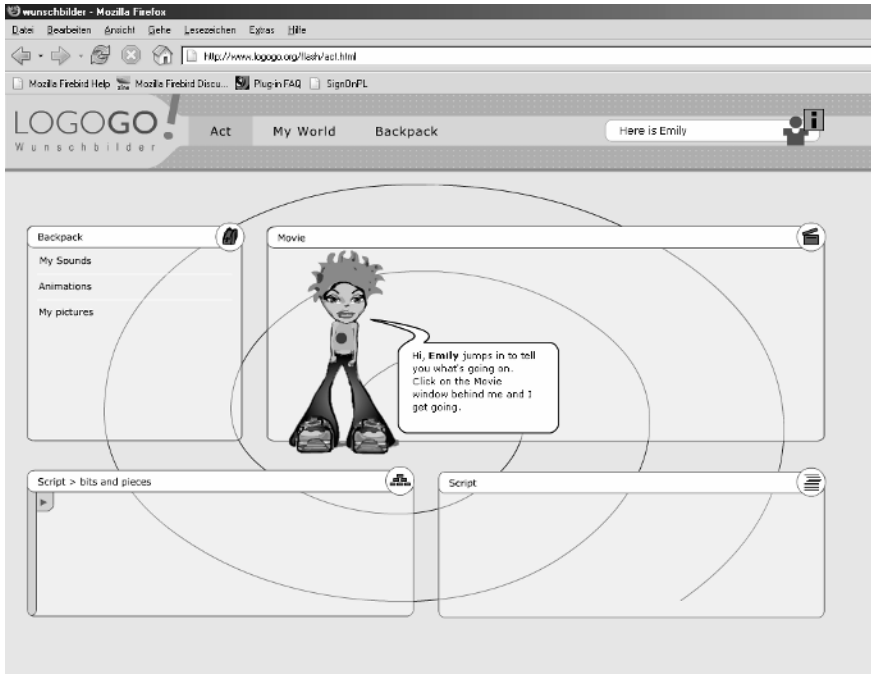 wunschbilder - Mozilla Firefox
Datei Bearbeiten Ansicht Gehe Lesezeichen Extras Hilfe
http://www.logogo.org/flash/act.html
Mozilla Firebird Help Mozilla Firebird Discu... Plug-in FAQ SignOnPL
LOGOGO!
Wunschbilder
Act My World Backpack Here is Emily
i
Backpack
My Sounds
Animations
My pictures
Movie
Hi, Emily jumps in to tell
you what's going on.
Click on the Movie
window behind me and I
get going.
Script > bits and pieces
Script